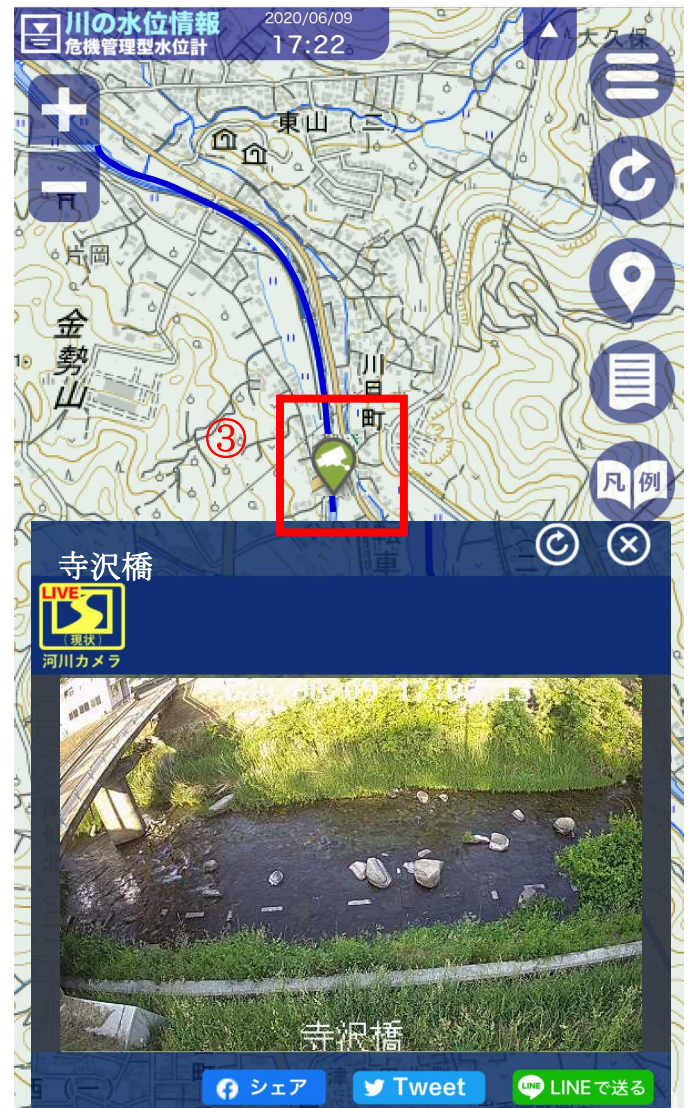 川の水位情報
危機管理型水位計
2020/06/09
17:22
大久保
東山(二)
片岡
金勢山
川目町
③
凡例
寺沢橋
LIVE
(現状)
河川カメラ
寺沢橋
シェア
Tweet
LINE
LINEで送る